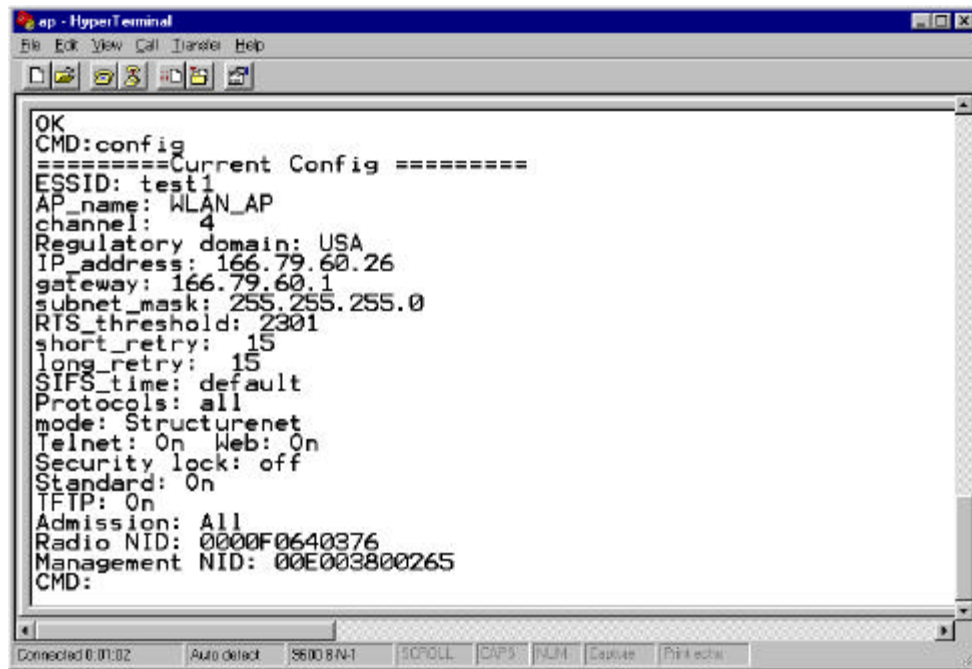 ap - HyperTerminal
File Edit View Call Transfer Help
OK
CMD:config
=========Current Config =========
ESSID: test1
AP_name: WLAN_AP
channel:    4
Regulatory domain: USA
IP_address: 166.79.60.26
gateway: 166.79.60.1
subnet_mask: 255.255.255.0
RTS_threshold: 2301
short_retry:  15
long_retry:   15
SIFS_time: default
Protocols: all
mode: Structurenet
Telnet: On  Web: On
Security lock: off
Standard: On
TFTP: On
Admission: All
Radio NID: 0000F0640376
Management NID: 00E003800265
CMD:
Connected 0:01:02 Auto detect 9600 8-N-1 SCROLL CAPS NUM Capture Print echo